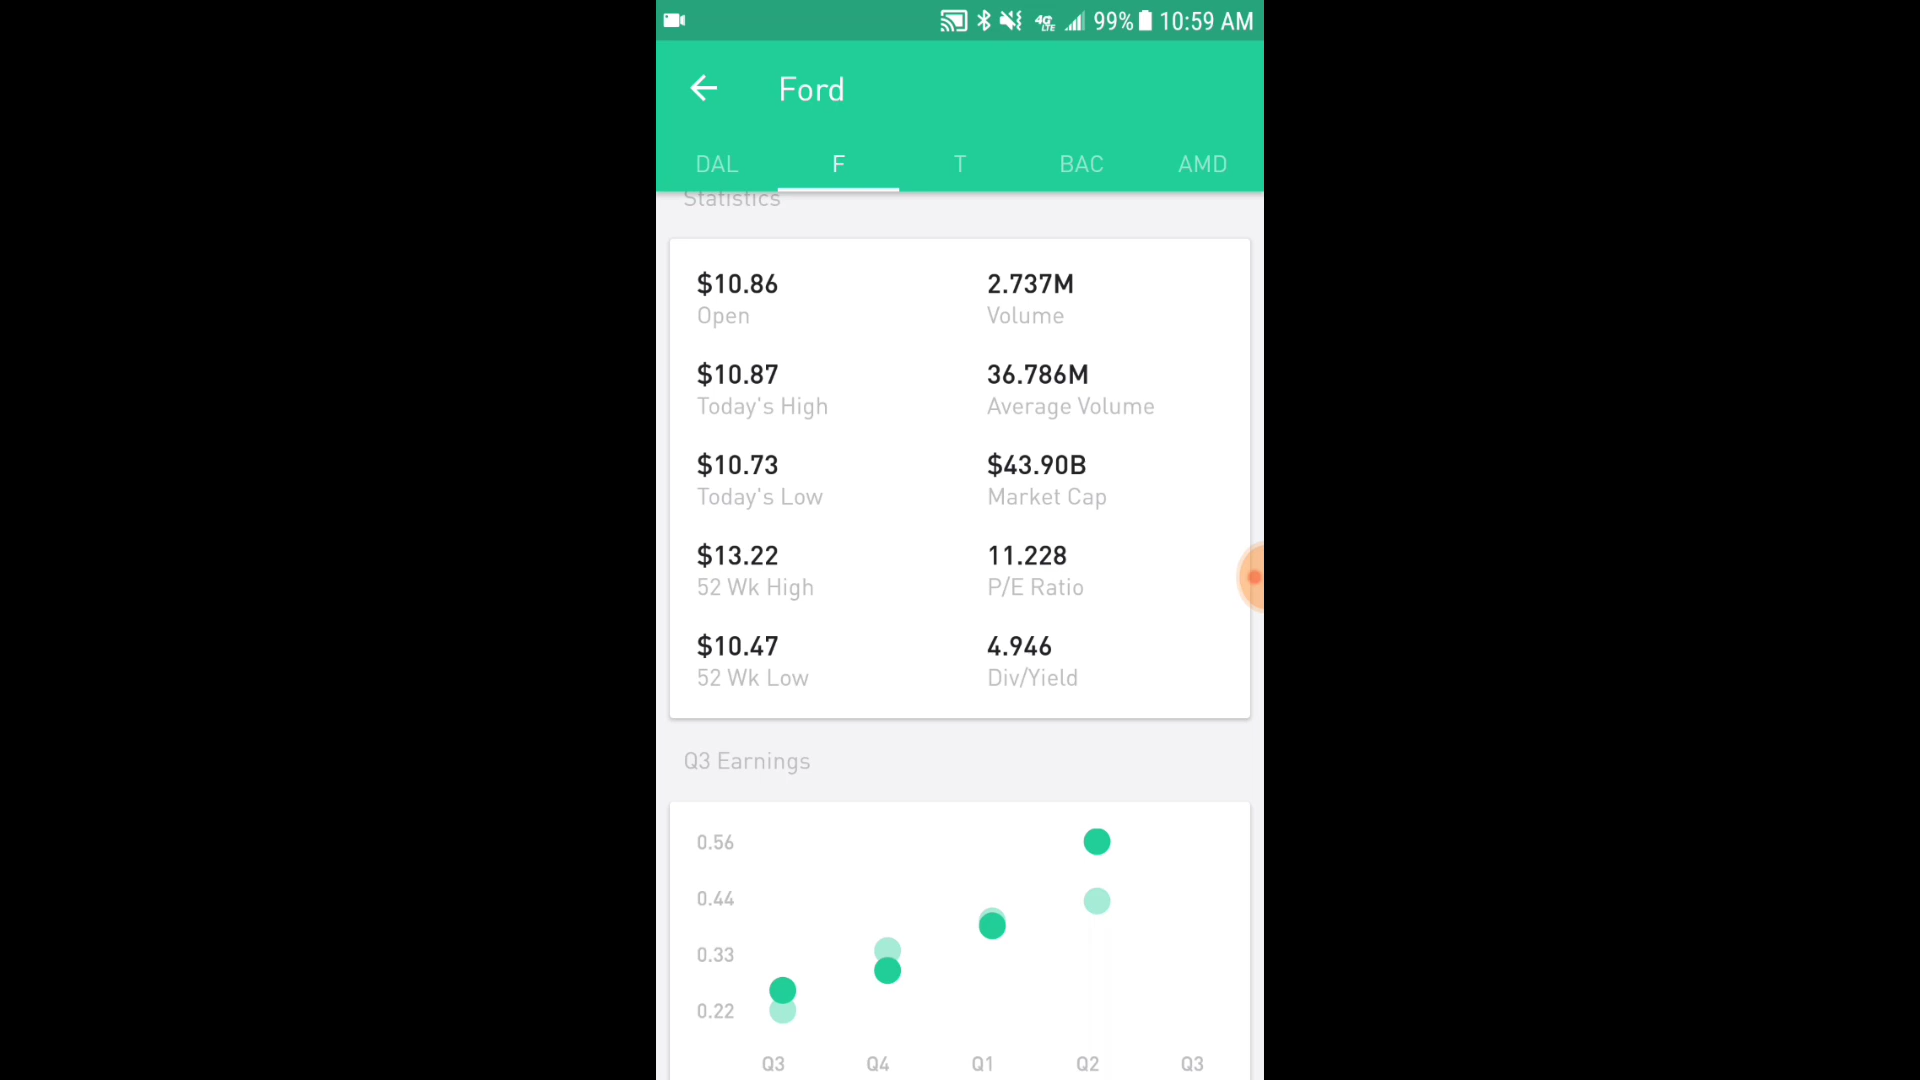 4G LTE 99% 10:59 AM
Ford
DAL F T BAC AMD
Statistics
$10.86 2.737M
Open Volume
$10.87 36.786M
Today's High Average Volume
$10.73 $43.90B
Today's Low Market Cap
$13.22 11.228
52 Wk High P/E Ratio
$10.47 4.946
52 Wk Low Div/Yield
Q3 Earnings
0.56
0.44
0.33
0.22
Q3 Q4 Q1 Q2 Q3